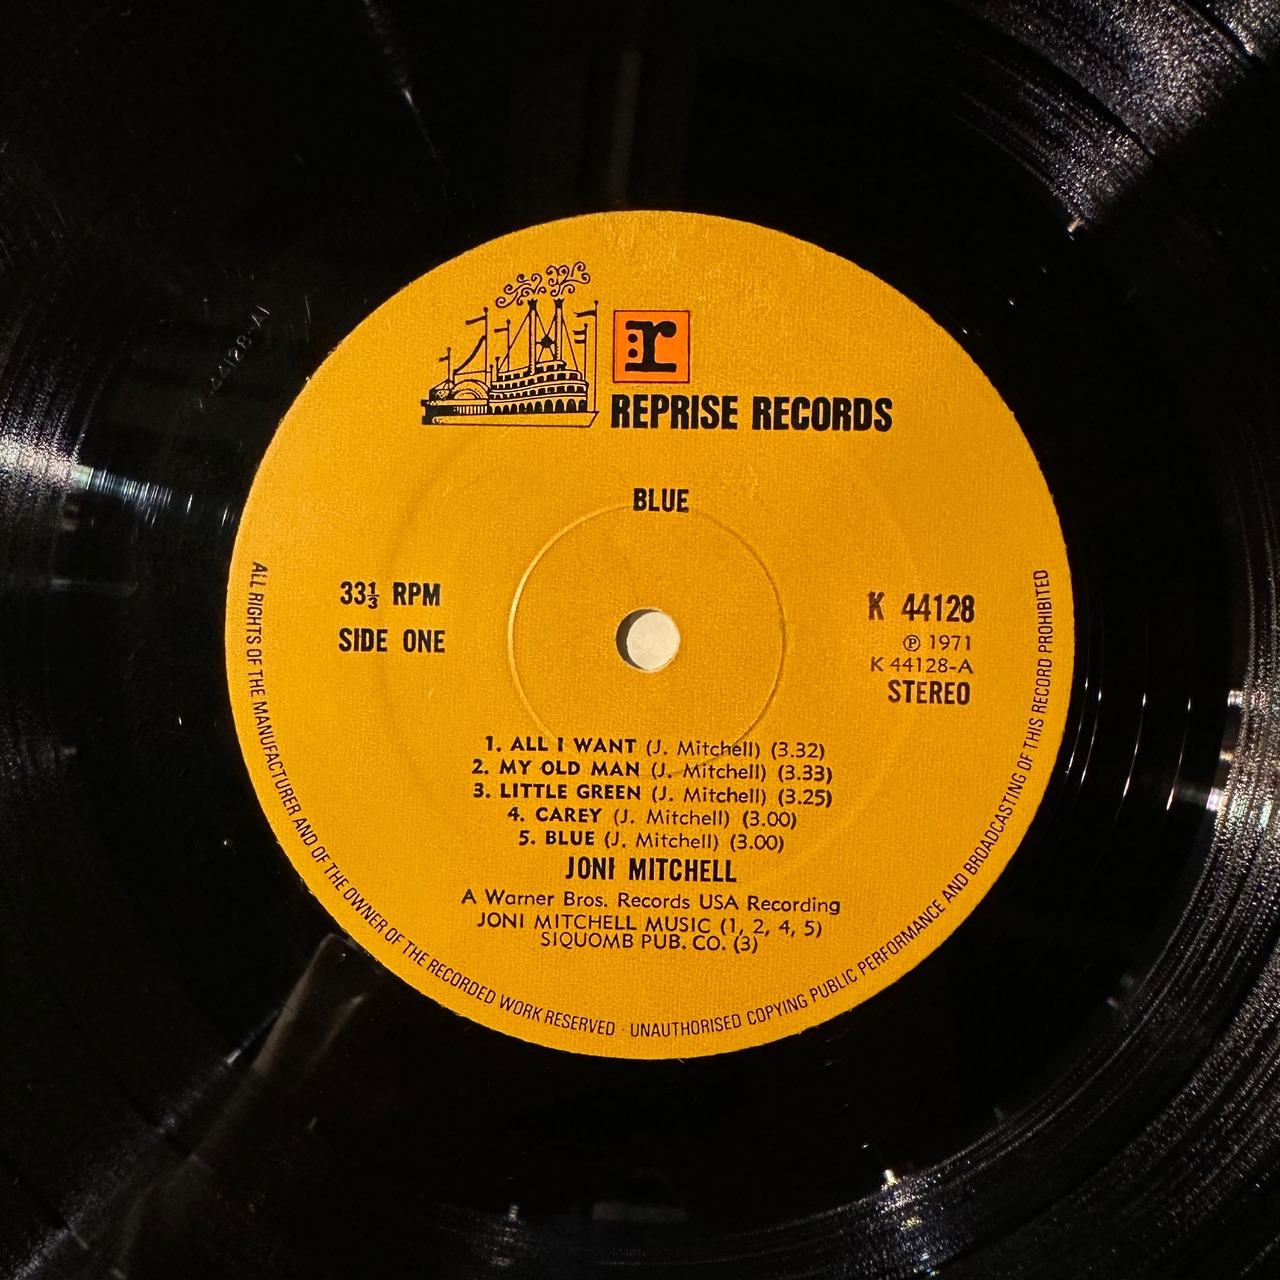 r
REPRISE RECORDS
BLUE
33⅓ RPM
SIDE ONE
K 44128
℗ 1971
K 44128-A
STEREO
1. ALL I WANT (J. Mitchell) (3.32)
2. MY OLD MAN (J. Mitchell) (3.33)
3. LITTLE GREEN (J. Mitchell) (3.25)
4. CAREY (J. Mitchell) (3.00)
5. BLUE (J. Mitchell) (3.00)
JONI MITCHELL
A Warner Bros. Records USA Recording
JONI MITCHELL MUSIC (1, 2, 4, 5)
SIQUOMB PUB. CO. (3)
ALL RIGHTS OF THE MANUFACTURER AND OF THE OWNER OF THE RECORDED WORK RESERVED · UNAUTHORISED COPYING PUBLIC PERFORMANCE AND BROADCASTING OF THIS RECORD PROHIBITED